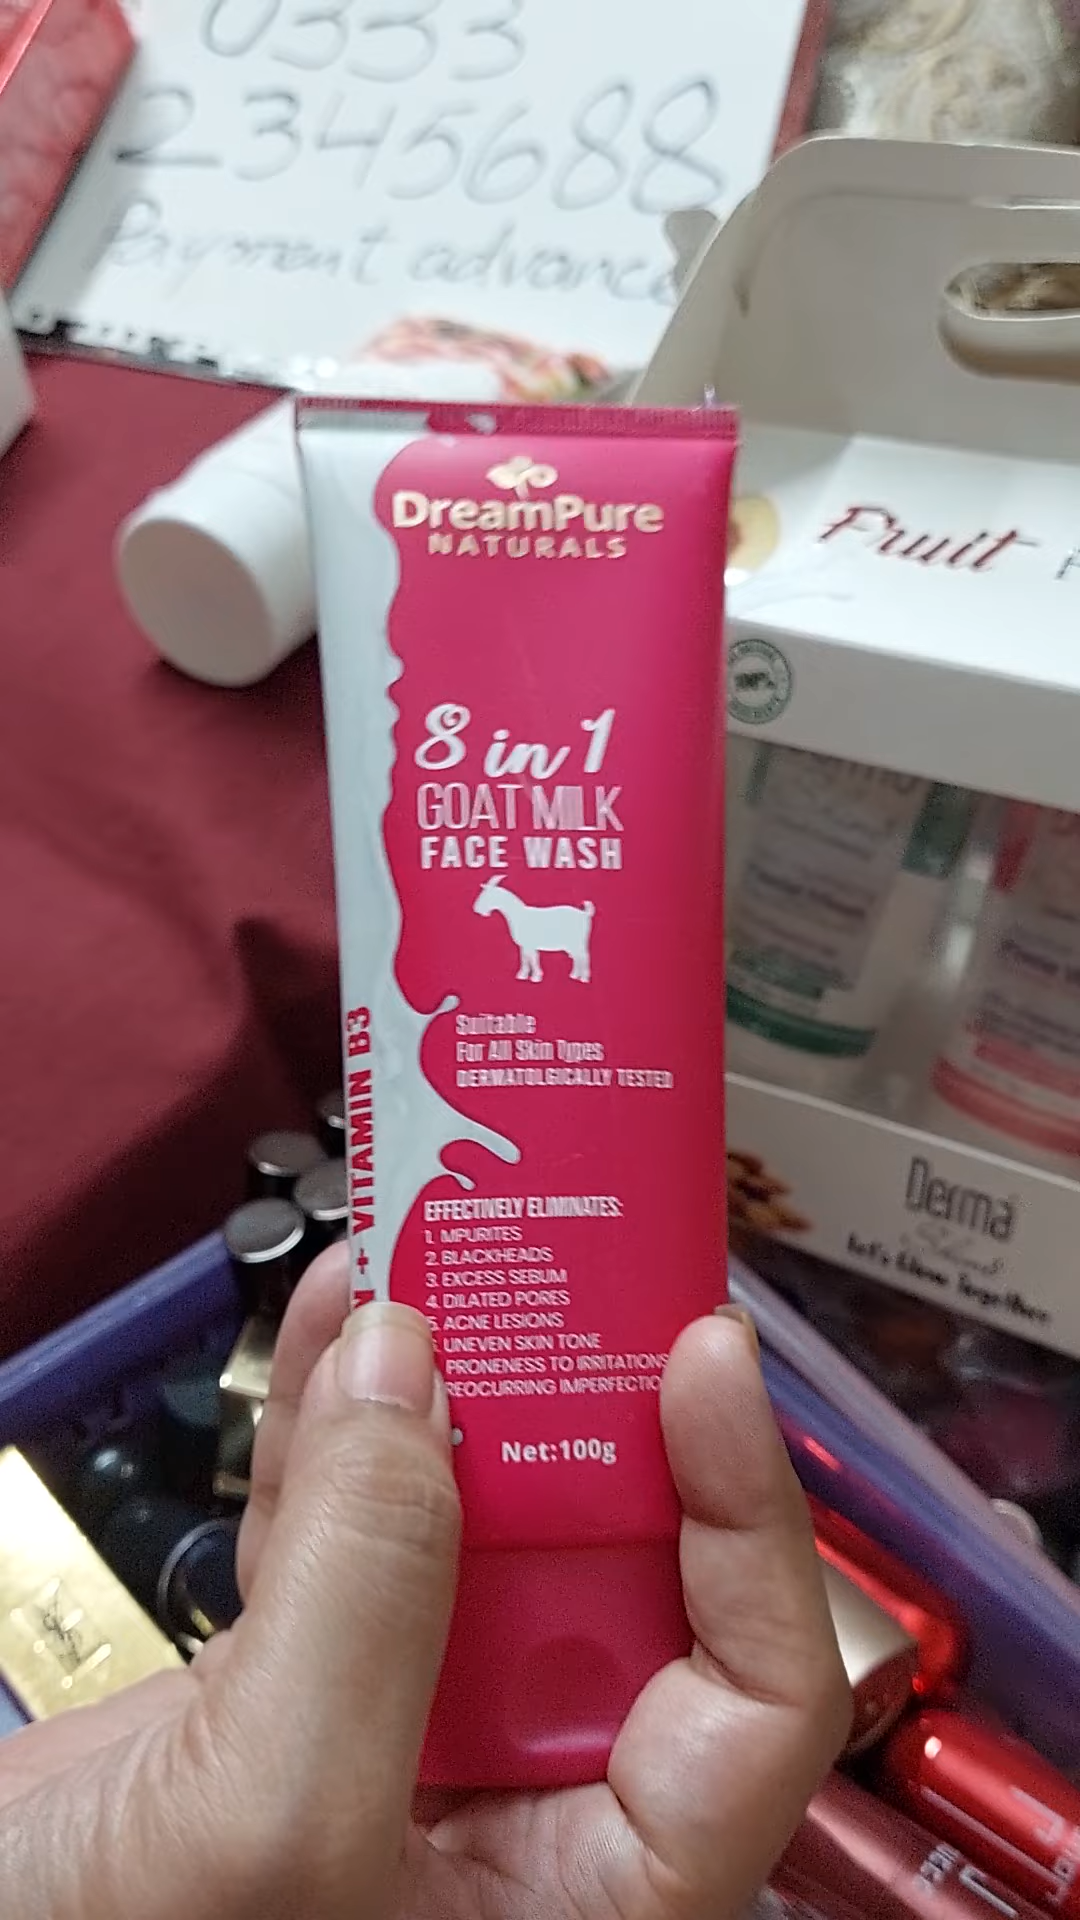 0333
2345688
Payment advance
DreamPure
NATURALS
8 in 1
GOAT MILK
FACE WASH
Suitable
For All Skin Types
DERMATOLGICALLY TESTED
+ VITAMIN B3
EFFECTIVELY ELIMINATES:
1. MPURITES
2. BLACKHEADS
3. EXCESS SEBUM
4. DILATED PORES
5. ACNE LESIONS
UNEVEN SKIN TONE
PRONENESS TO IRRITATIONS
REOCURRING IMPERFECTIO
Net:100g
Fruit
100%
Derma
Let's Glow Together